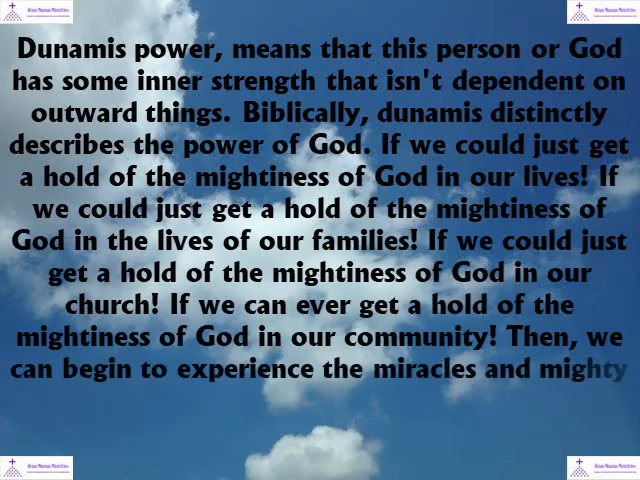 Dunamis power, means that this person or God
has some inner strength that isn't dependent on
outward things. Biblically, dunamis distinctly
describes the power of God. If we could just get
a hold of the mightiness of God in our lives! If
we could just get a hold of the mightiness of
God in the lives of our families! If we could just
get a hold of the mightiness of God in our
church! If we can ever get a hold of the
mightiness of God in our community! Then, we
can begin to experience the miracles and mighty